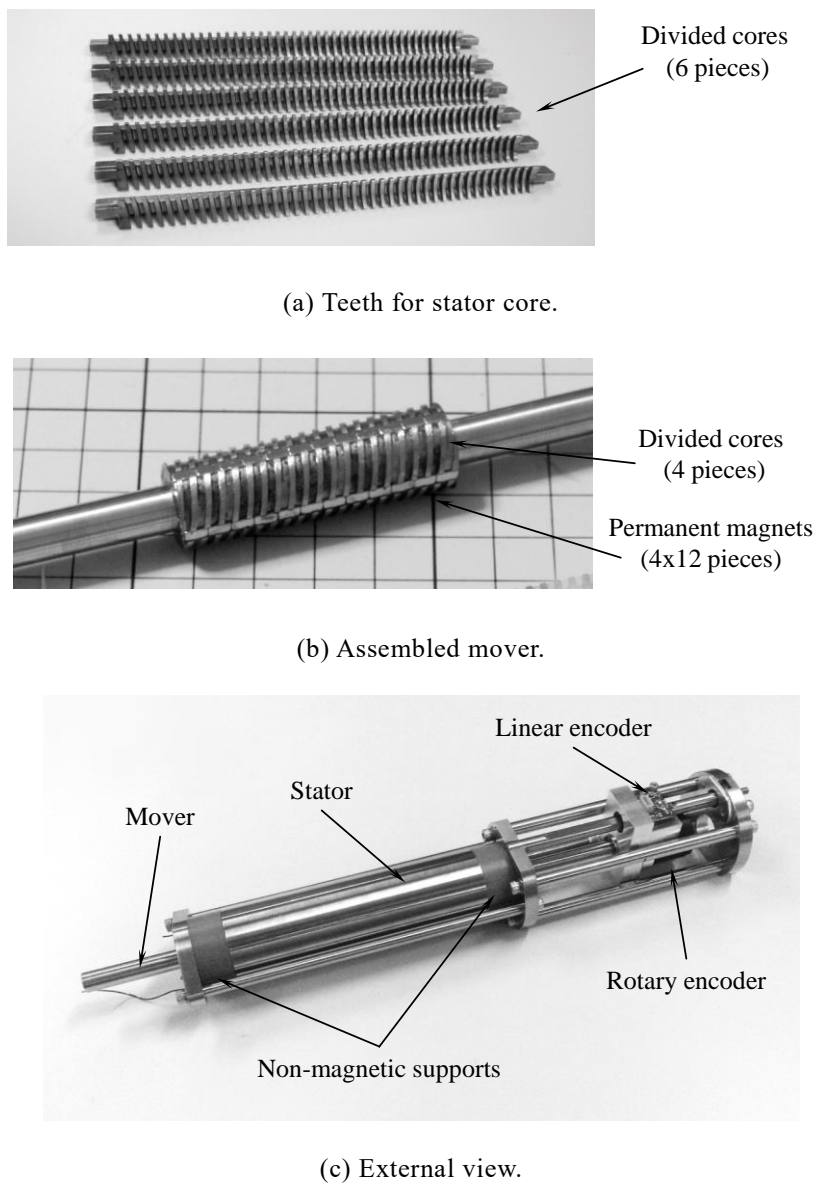 Divided cores
(6 pieces)
(a) Teeth for stator core.
Divided cores
(4 pieces)
Permanent magnets
(4x12 pieces)
(b) Assembled mover.
Linear encoder
Stator
Mover
Rotary encoder
Non-magnetic supports
(c) External view.